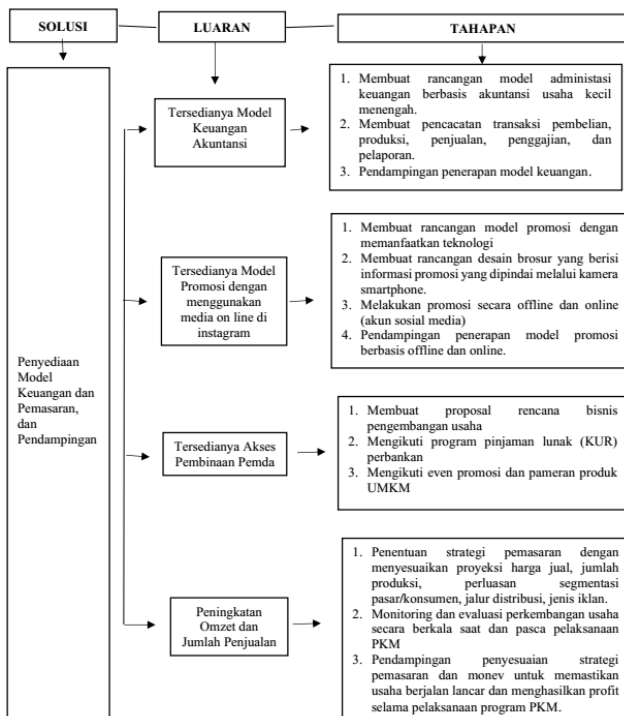 SOLUSI
LUARAN
TAHAPAN
Penyediaan
Model
Keuangan dan
Pemasaran,
dan
Pendampingan
Tersedianya Model
Keuangan
Akuntansi
1. Membuat rancangan model administasi
keuangan berbasis akuntansi usaha kecil
menengah.
2. Membuat pencacatan transaksi pembelian,
produksi, penjualan, penggajian, dan
pelaporan.
3. Pendampingan penerapan model keuangan.
Tersedianya Model
Promosi dengan
menggunakan
media on line di
instagram
1. Membuat rancangan model promosi dengan
memanfaatkan teknologi
2. Membuat rancangan desain brosur yang berisi
informasi promosi yang dipindai melalui kamera
smartphone.
3. Melakukan promosi secara offline dan online
(akun sosial media)
4. Pendampingan penerapan model promosi
berbasis offline dan online.
Tersedianya Akses
Pembinaan Pemda
1. Membuat proposal rencana bisnis
pengembangan usaha
2. Mengikuti program pinjaman lunak (KUR)
perbankan
3. Mengikuti even promosi dan pameran produk
UMKM
Peningkatan
Omzet dan
Jumlah Penjualan
1. Penentuan strategi pemasaran dengan
menyesuaikan proyeksi harga jual, jumlah
produksi, perluasan segmentasi
pasar/konsumen, jalur distribusi, jenis iklan.
2. Monitoring dan evaluasi perkembangan usaha
secara berkala saat dan pasca pelaksanaan
PKM
3. Pendampingan penyesuaian strategi
pemasaran dan monev untuk memastikan
usaha berjalan lancar dan menghasilkan profit
selama pelaksanaan program PKM.